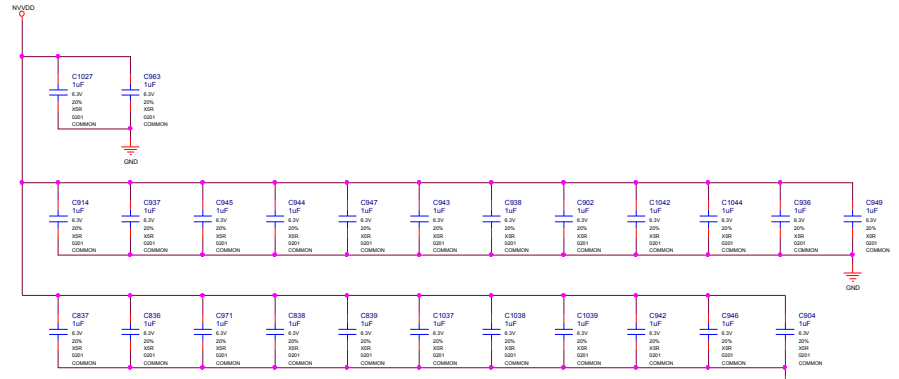 NVVDD
C1027 C963
1uF 1uF
6.3V 6.3V
20% 20%
X5R X5R
0201 0201
COMMON COMMON
GND
C914 C937 C945 C944 C947 C943 C938 C902 C1042 C1044 C936 C949
1uF 1uF 1uF 1uF 1uF 1uF 1uF 1uF 1uF 1uF 1uF 1uF
6.3V 6.3V 6.3V 6.3V 6.3V 6.3V 6.3V 6.3V 6.3V 6.3V 6.3V 6.3V
20% 20% 20% 20% 20% 20% 20% 20% 20% 20% 20% 20%
X5R X5R X5R X5R X5R X5R X5R X5R X5R X5R X5R X5R
0201 0201 0201 0201 0201 0201 0201 0201 0201 0201 0201 0201
COMMON COMMON COMMON COMMON COMMON COMMON COMMON COMMON COMMON COMMON COMMON COMMON
GND
C837 C836 C971 C838 C839 C1037 C1038 C1039 C942 C946 C904
1uF 1uF 1uF 1uF 1uF 1uF 1uF 1uF 1uF 1uF 1uF
6.3V 6.3V 6.3V 6.3V 6.3V 6.3V 6.3V 6.3V 6.3V 6.3V 6.3V
20% 20% 20% 20% 20% 20% 20% 20% 20% 20% 20%
X5R X5R X5R X5R X5R X5R X5R X5R X5R X5R X5R
0201 0201 0201 0201 0201 0201 0201 0201 0201 0201 0201
COMMON COMMON COMMON COMMON COMMON COMMON COMMON COMMON COMMON COMMON COMMON